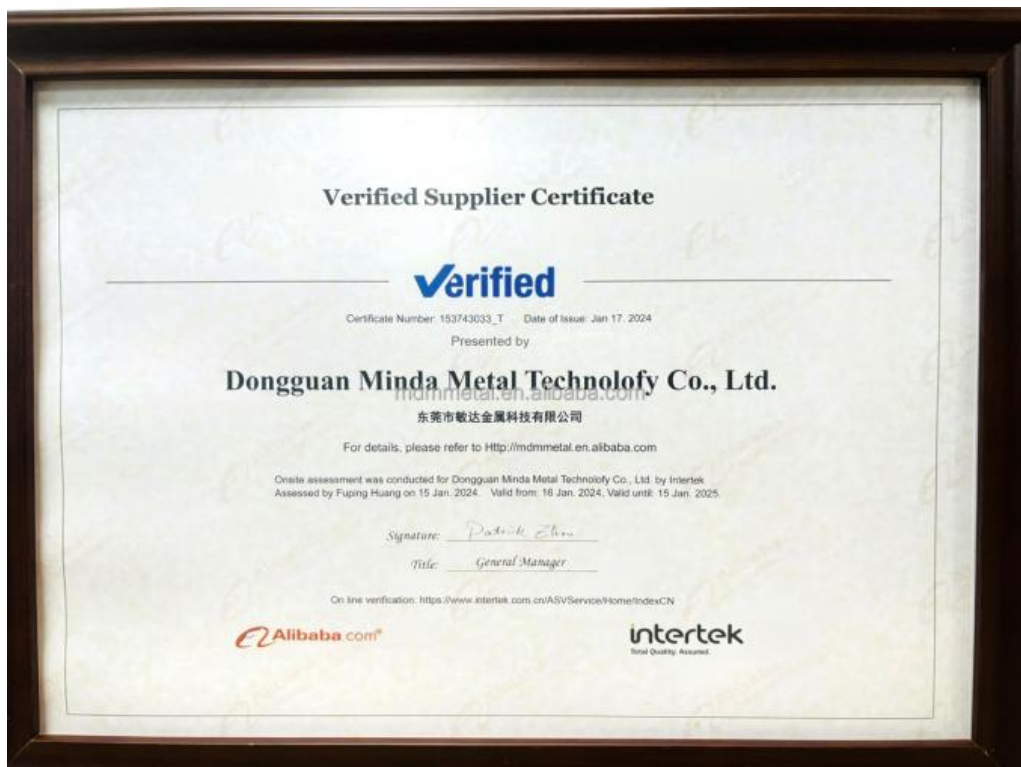 Verified Supplier Certificate
Verified
Certificate Number: 153743033_T Date of Issue: Jan 17. 2024
Presented by
Dongguan Minda Metal Technolofy Co., Ltd.
mdmmetal.en.alibaba.com
东莞市敏达金属科技有限公司
For details, please refer to Http://mdmmetal.en.alibaba.com
Onsite assessment was conducted for Dongguan Minda Metal Technolofy Co., Ltd. by Intertek
Assessed by Fuping Huang on 15 Jan. 2024. Valid from: 16 Jan. 2024, Valid until: 15 Jan. 2025.
Signature: Patrick Zhou
Title: General Manager
On line verification: https://www.intertek.com.cn/ASVService/Home/IndexCN
Alibaba.com®
intertek
Total Quality. Assured.